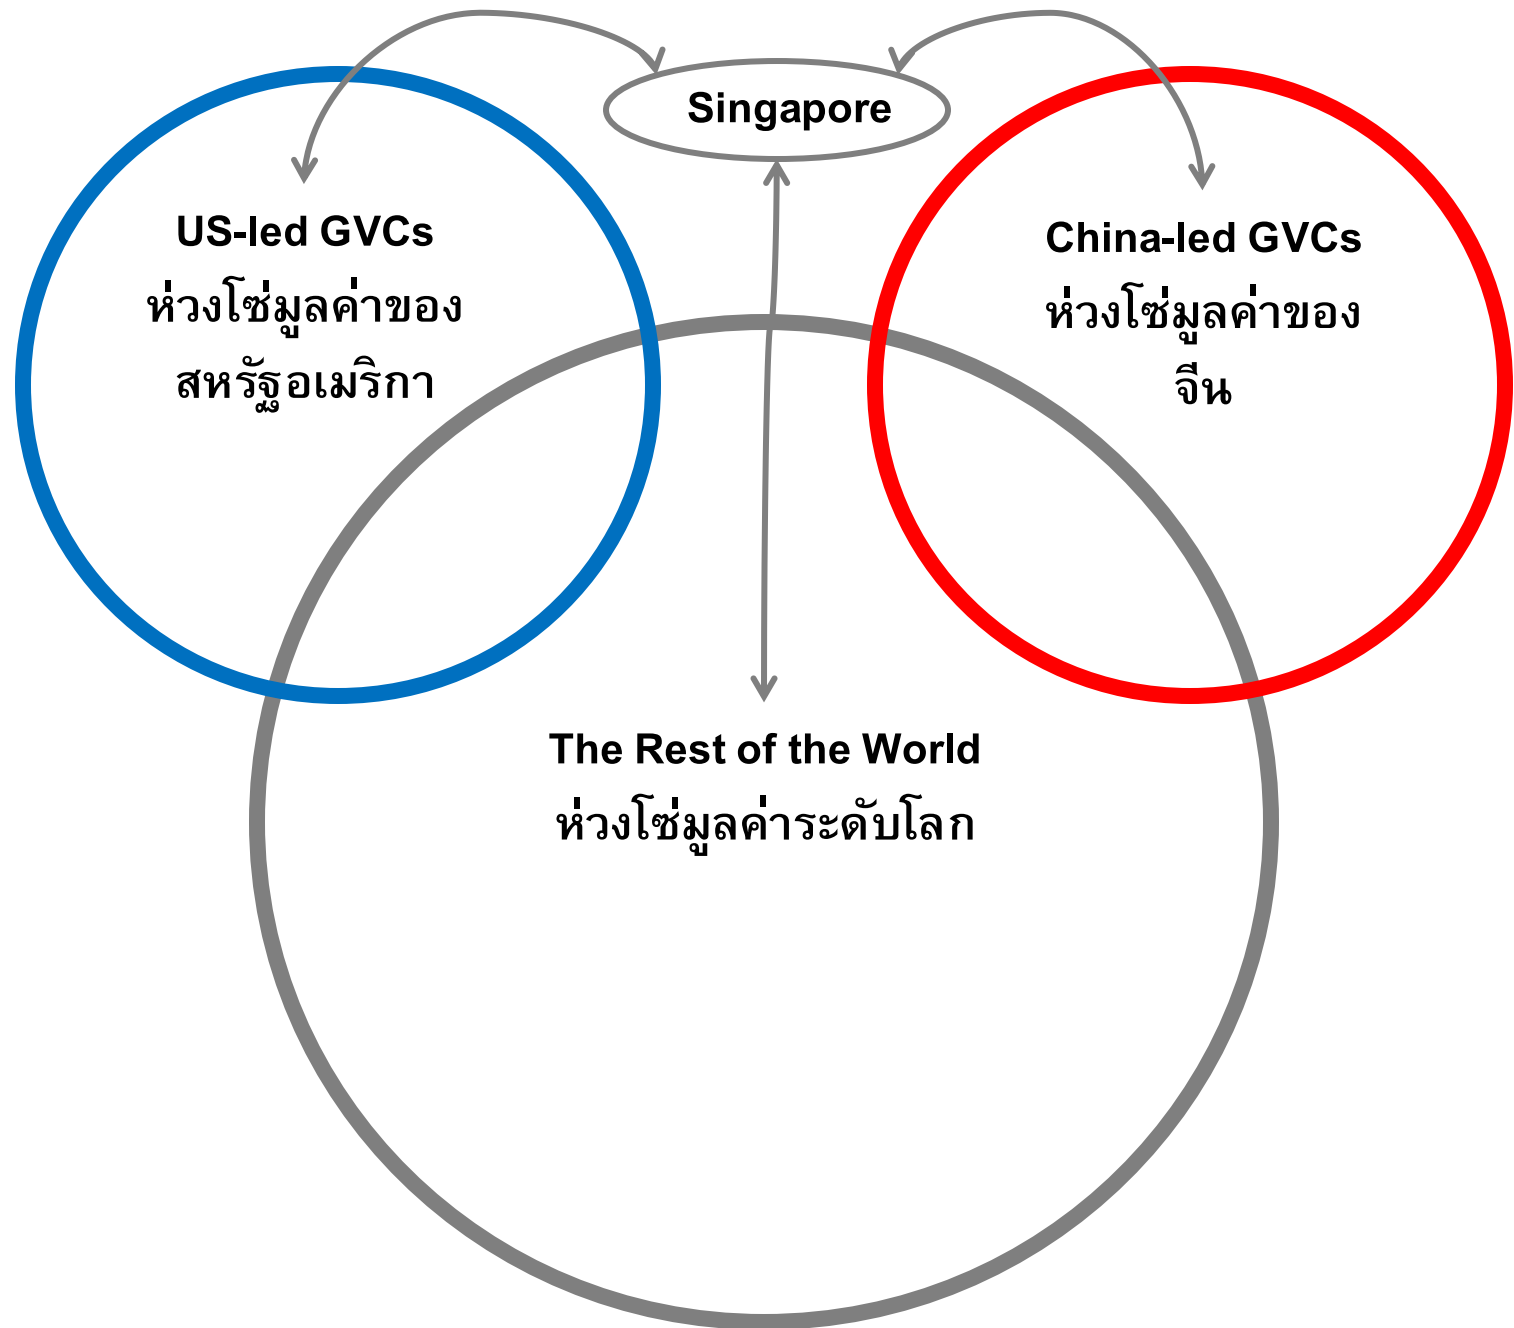 Singapore
US-led GVCs
ห่วงโซ่มูลค่าของ
สหรัฐอเมริกา
China-led GVCs
ห่วงโซ่มูลค่าของ
จีน
The Rest of the World
ห่วงโซ่มูลค่าระดับโลก